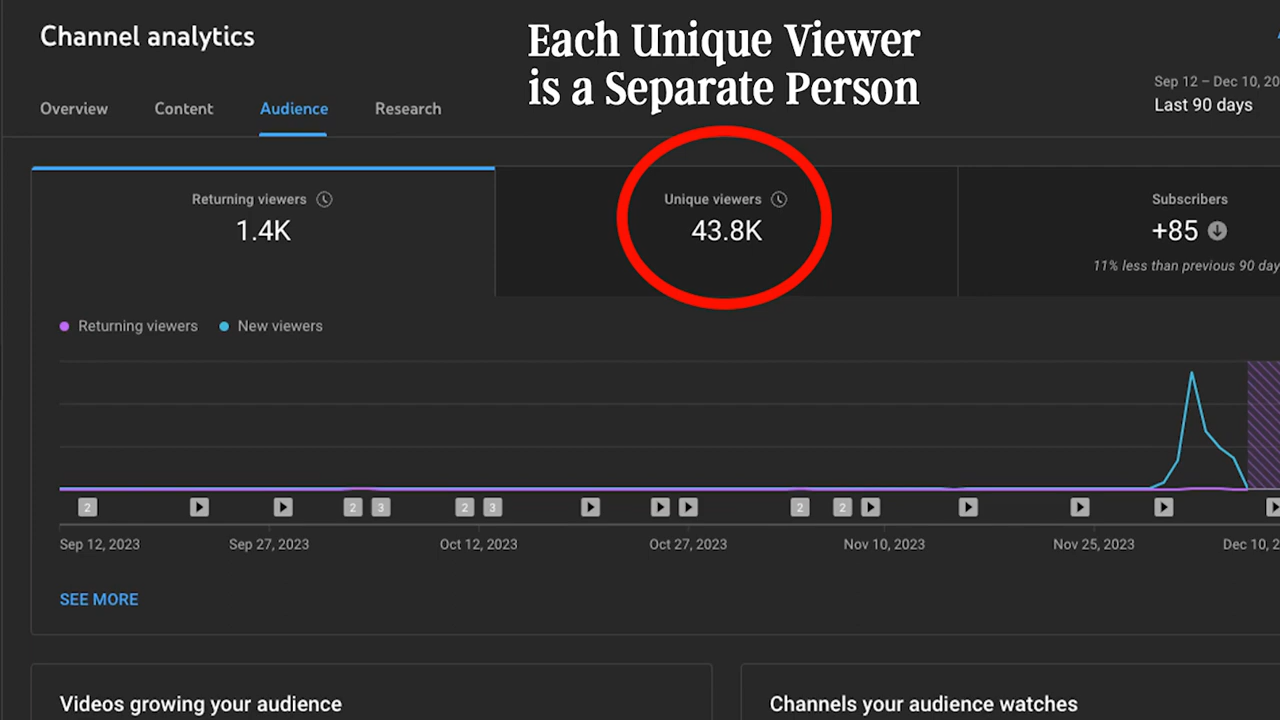 Channel analytics
Each Unique Viewer
is a Separate Person
Overview
Content
Audience
Research
Sep 12 – Dec 10, 20
Last 90 days
Returning viewers
1.4K
Unique viewers
43.8K
Subscribers
+85
11% less than previous 90 day
Returning viewers
New viewers
2
2
3
2
3
2
2
Sep 12, 2023
Sep 27, 2023
Oct 12, 2023
Oct 27, 2023
Nov 10, 2023
Nov 25, 2023
Dec 10, 2
SEE MORE
Videos growing your audience
Channels your audience watches